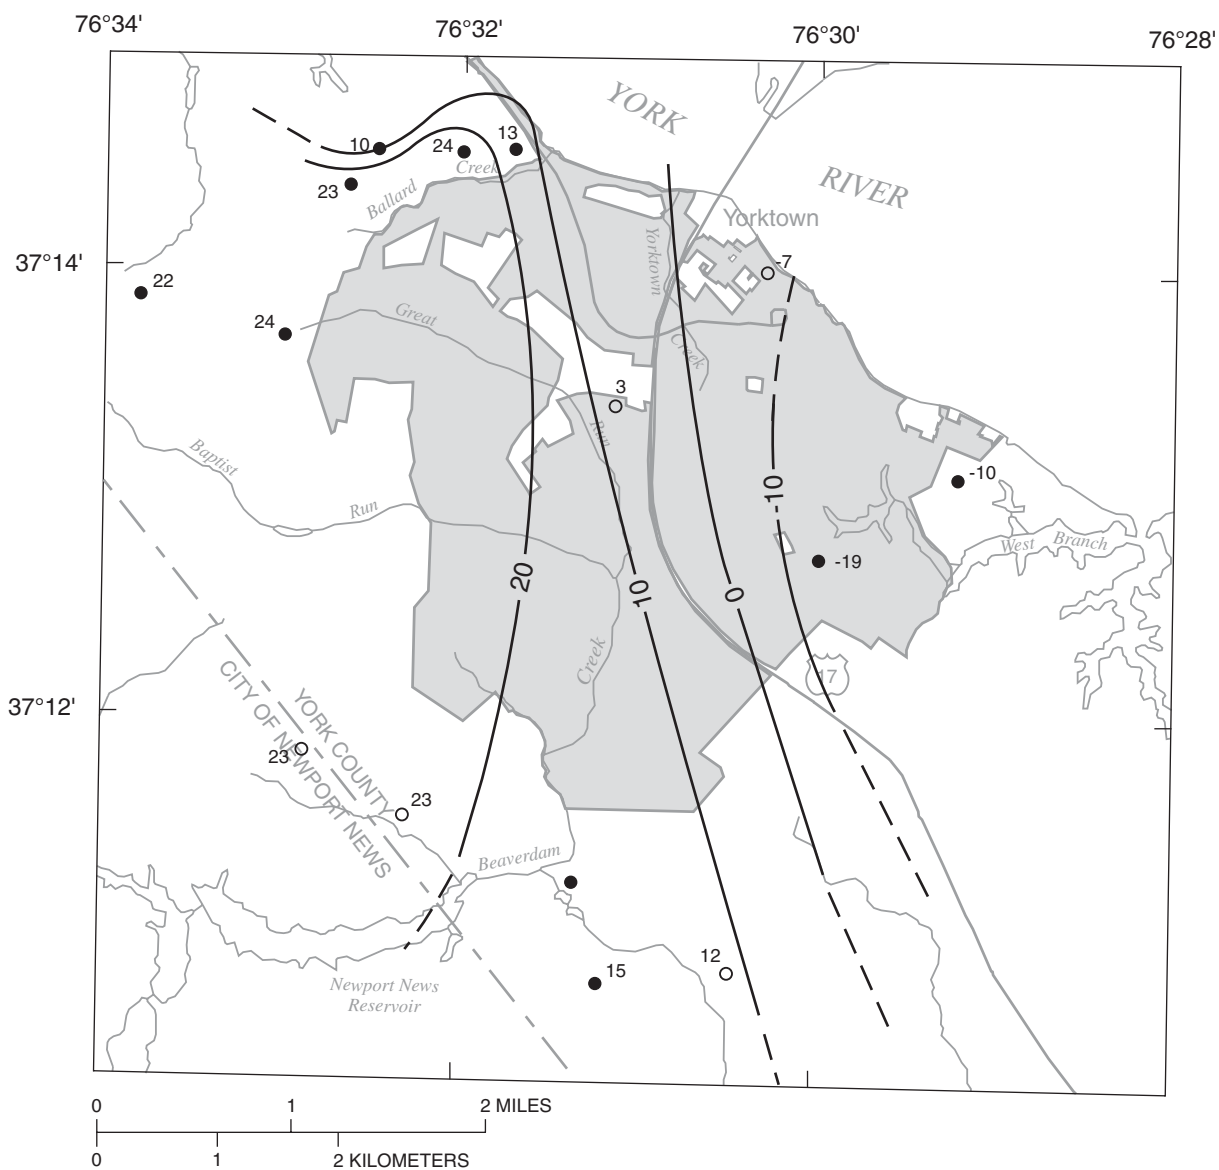 76°34'
76°32'
76°30'
76°28'
YORK
RIVER
10
24
13
23
Creek
Ballard
Yorktown
Yorktown
37°14'
-7
22
24
Great
Creek
3
Run
Baptist
-10
Run
-10
West Branch
-19
20
10
0
Creek
17
37°12'
YORK COUNTY
CITY OF NEWPORT NEWS
23
23
Beaverdam
12
15
Newport News
Reservoir
0 1 2 MILES
0 1 2 KILOMETERS